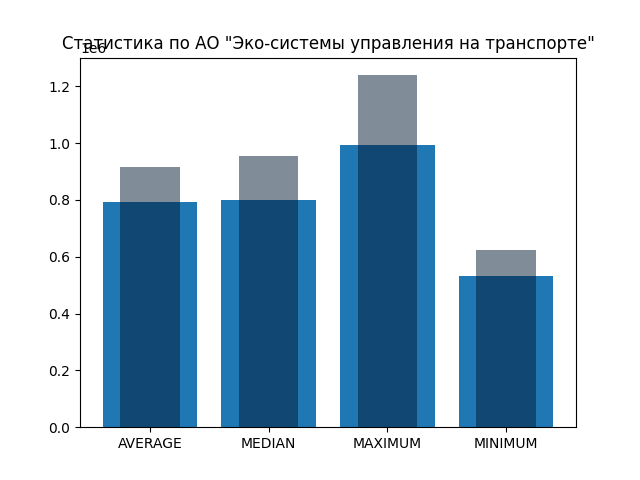 Статистика по АО "Эко-системы управления на транспорте"
1e6
1.2
1.0
0.8
0.6
0.4
0.2
0.0
AVERAGE MEDIAN MAXIMUM MINIMUM